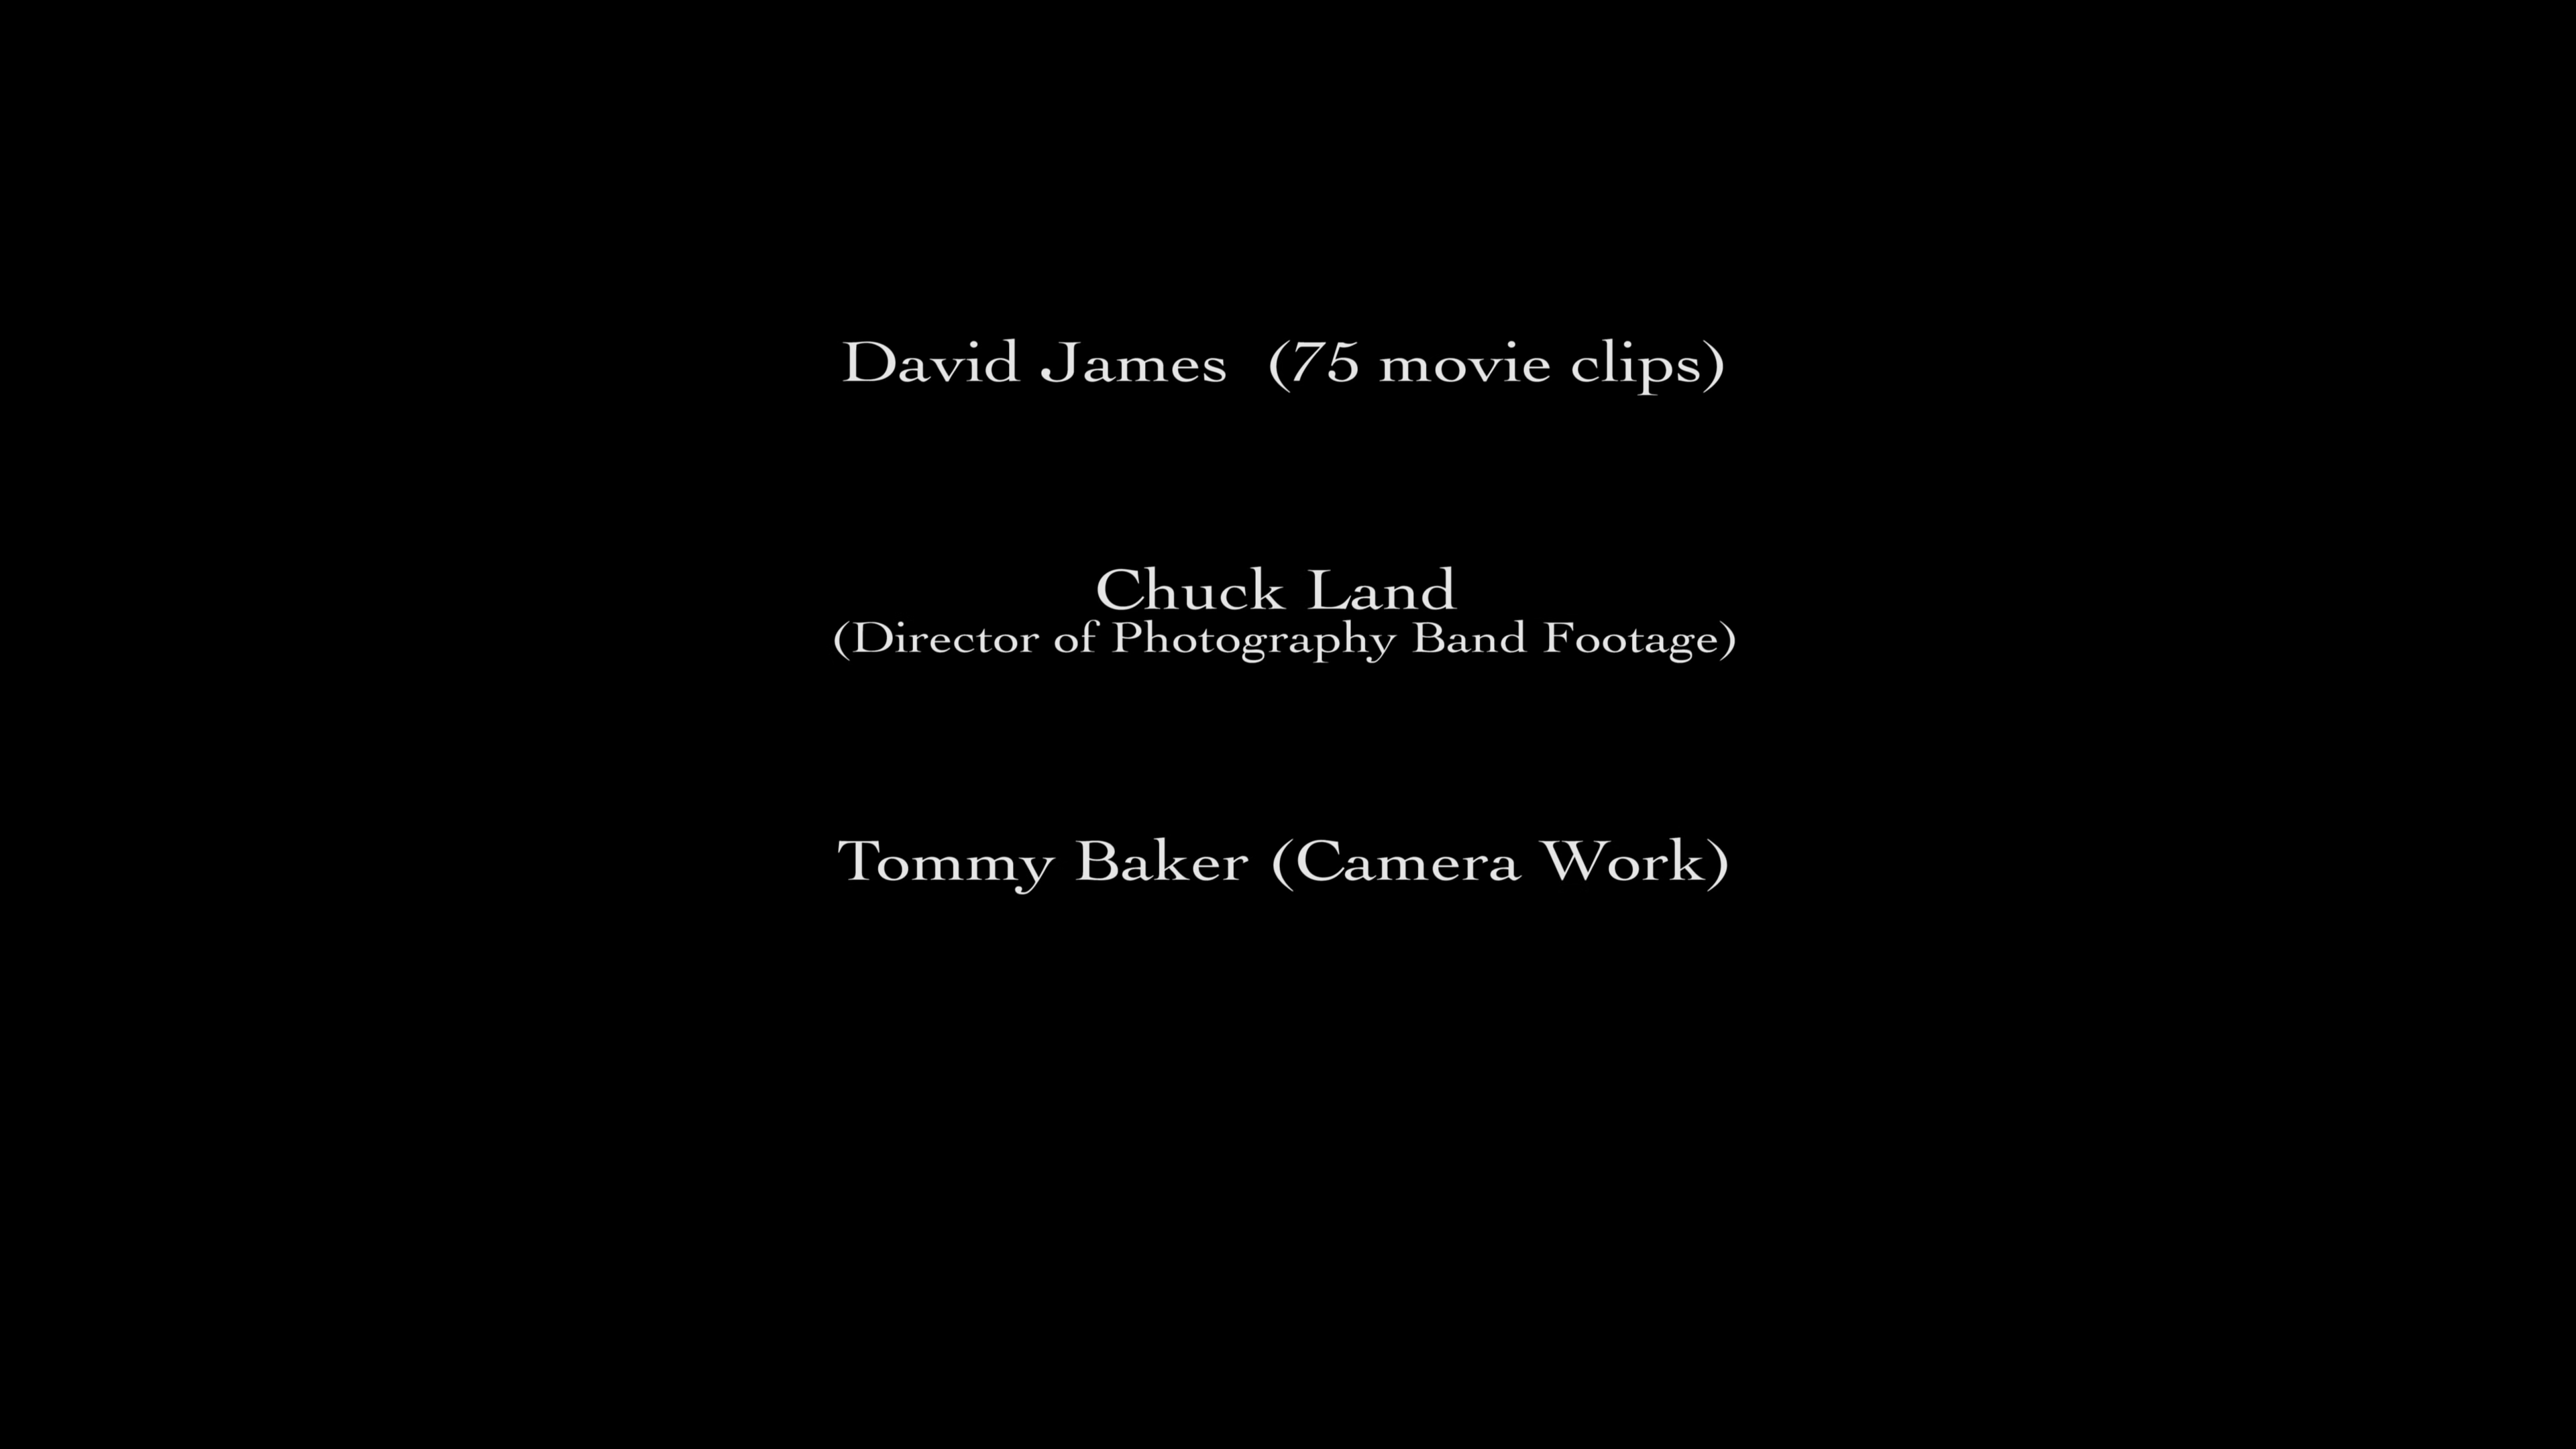 David James  (75 movie clips)
Chuck Land
(Director of Photography Band Footage)
Tommy Baker (Camera Work)